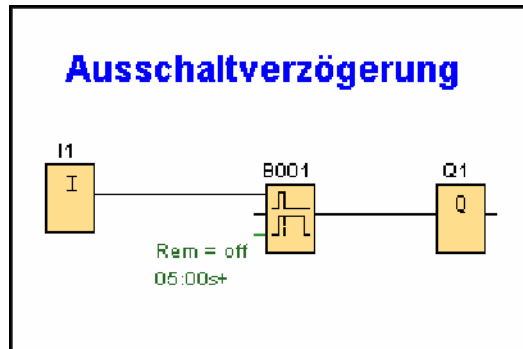 Ausschaltverzögerung
I1
I
B001
Q1
Q
Rem = off
05:00s+